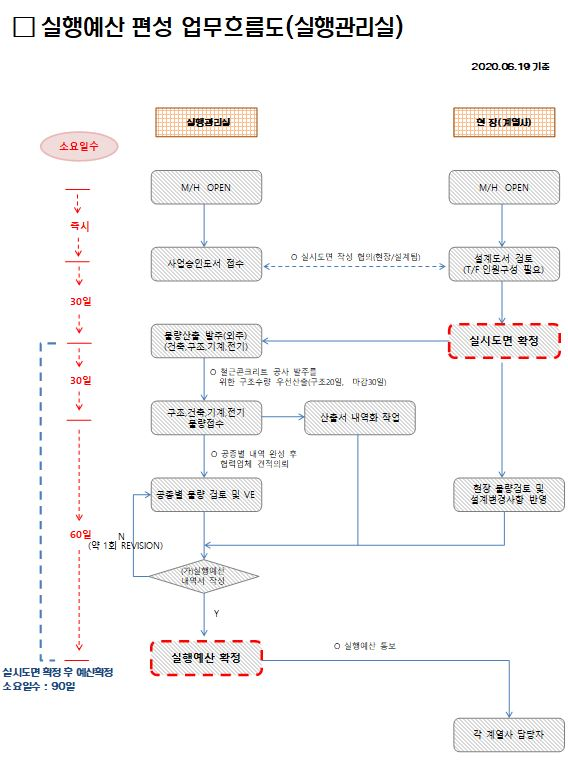 □ 실행예산 편성 업무흐름도(실행관리실)
2020.06.19 기준
소요일수
실행관리실
현 장(계열사)
M/H OPEN
M/H OPEN
즉시
사업승인도서 접수
O 실시도면 작성 협의(현장/설계팀)
설계도서 검토
(T/F 인원구성 필요)
30일
물량산출 발주(외주)
(건축,구조,기계,전기)
실시도면 확정
30일
O 철근콘크리트 공사 발주를
위한 구조수량 우선산출(구조20일, 마감30일)
구조,건축,기계,전기
물량접수
산출서 내역화 작업
O 공종별 내역 완성 후
협력업체 견적의뢰
공종별 물량 검토 및 VE
현장 물량검토 및
설계변경사항 반영
60일
N
(약 1회 REVISION)
(가)실행예산
내역서 작성
Y
실행예산 확정
O 실행예산 통보
실시도면 확정 후 예산확정
소요일수 : 90일
각 계열사 담당자